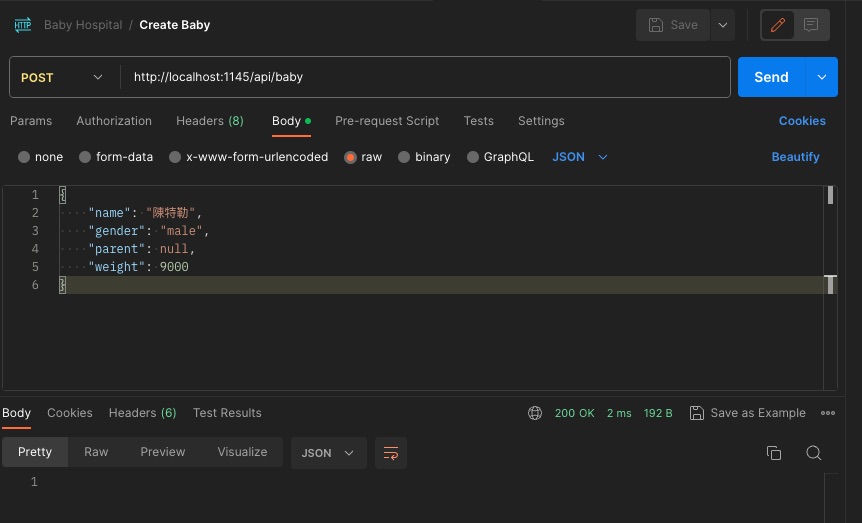 HTTP Baby Hospital / Create Baby Save
POST http://localhost:1145/api/baby Send
Params Authorization Headers (8) Body Pre-request Script Tests Settings Cookies
none form-data x-www-form-urlencoded raw binary GraphQL JSON Beautify
1 {
2 "name": "陳特勒",
3 "gender": "male",
4 "parent": null,
5 "weight": 9000
6 }
Body Cookies Headers (6) Test Results 200 OK 2 ms 192 B Save as Example
Pretty Raw Preview Visualize JSON
1